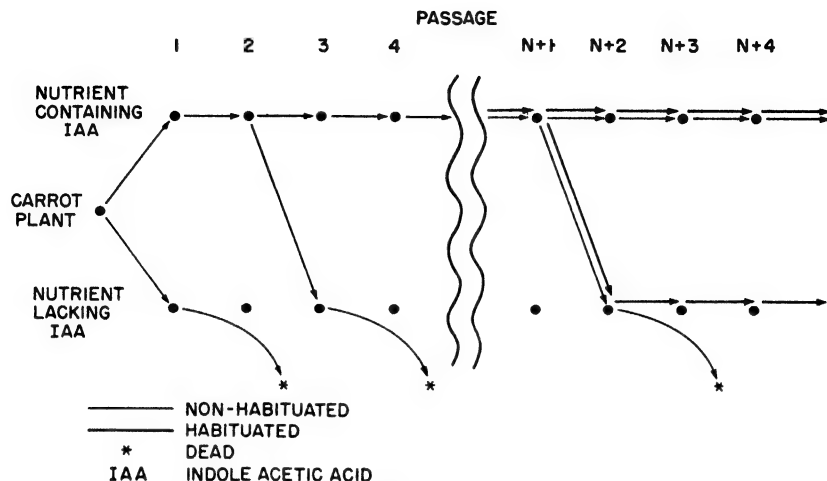 PASSAGE
1 2 3 4 N+1 N+2 N+3 N+4
NUTRIENT
CONTAINING
IAA
CARROT
PLANT
NUTRIENT
LACKING
IAA
* * *
NON-HABITUATED
HABITUATED
* DEAD
IAA INDOLE ACETIC ACID